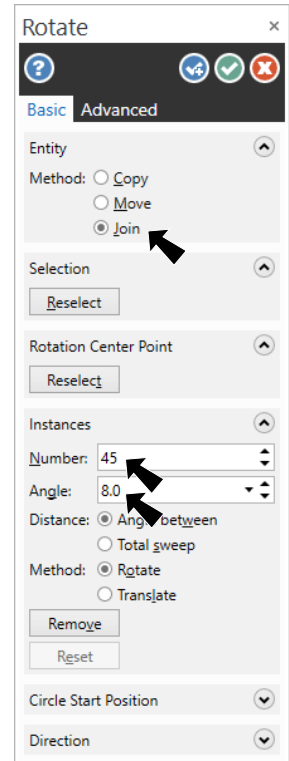 Rotate
Basic Advanced
Entity
Method: Copy
Move
Join
Selection
Reselect
Rotation Center Point
Reselect
Instances
Number: 45
Angle: 8.0
Distance: Angle between
Total sweep
Method: Rotate
Translate
Remove
Reset
Circle Start Position
Direction